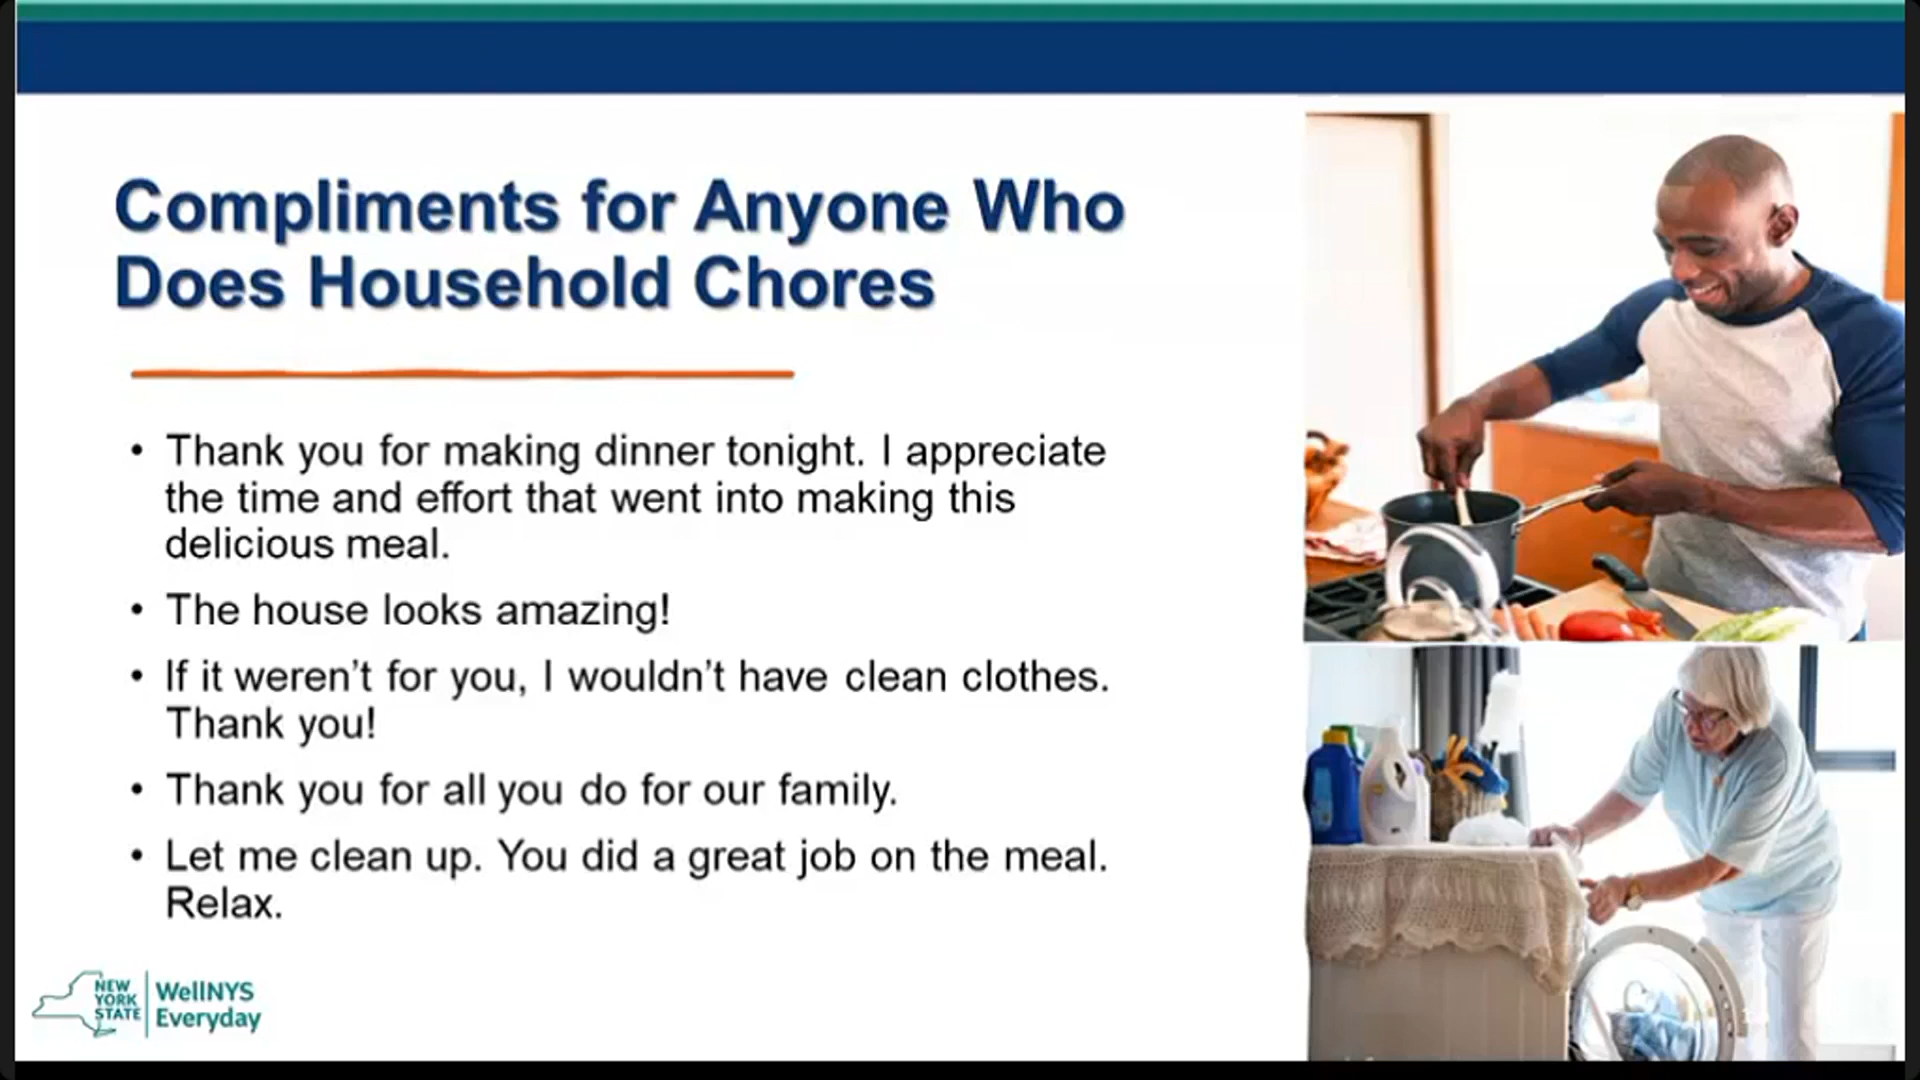 Compliments for Anyone Who
Does Household Chores
• Thank you for making dinner tonight. I appreciate
the time and effort that went into making this
delicious meal.
• The house looks amazing!
• If it weren’t for you, I wouldn’t have clean clothes.
Thank you!
• Thank you for all you do for our family.
• Let me clean up. You did a great job on the meal.
Relax.
NEW
YORK
STATE
WellNYS
Everyday